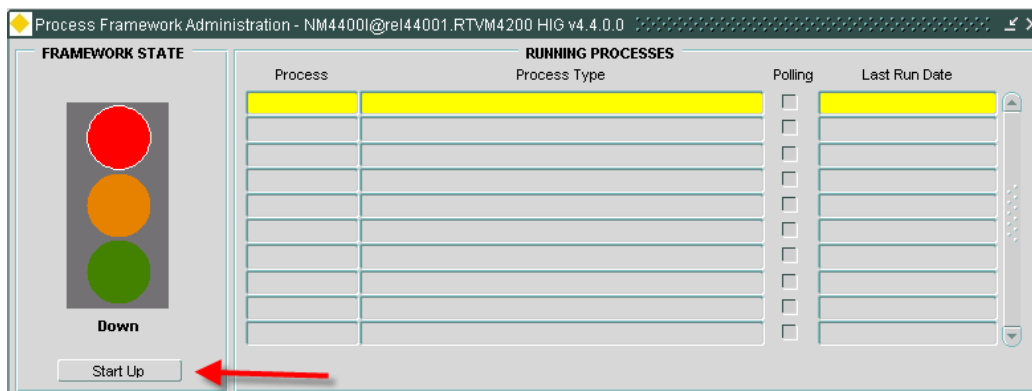 Process Framework Administration - NM4400I@rel44001.RTVM4200 HIG v4.4.0.0
FRAMEWORK STATE
Down
Start Up
RUNNING PROCESSES
Process Process Type Polling Last Run Date